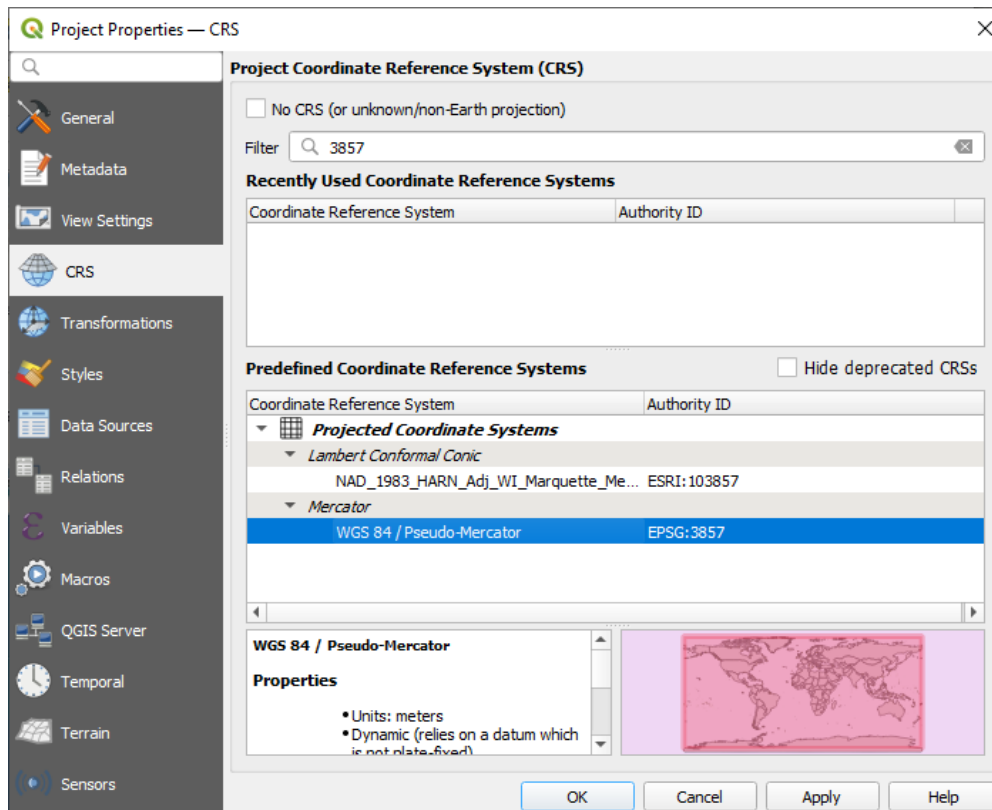 Project Properties — CRS
General
Metadata
View Settings
CRS
Transformations
Styles
Data Sources
Relations
Variables
Macros
QGIS Server
Temporal
Terrain
Sensors
Project Coordinate Reference System (CRS)
No CRS (or unknown/non-Earth projection)
Filter 3857
Recently Used Coordinate Reference Systems
Coordinate Reference System Authority ID
Predefined Coordinate Reference Systems Hide deprecated CRSs
Coordinate Reference System Authority ID
Projected Coordinate Systems
Lambert Conformal Conic
NAD_1983_HARN_Adj_WI_Marquette_Me... ESRI:103857
Mercator
WGS 84 / Pseudo-Mercator EPSG:3857
WGS 84 / Pseudo-Mercator
Properties
• Units: meters
• Dynamic (relies on a datum which
is not plate-fixed)
OK Cancel Apply Help